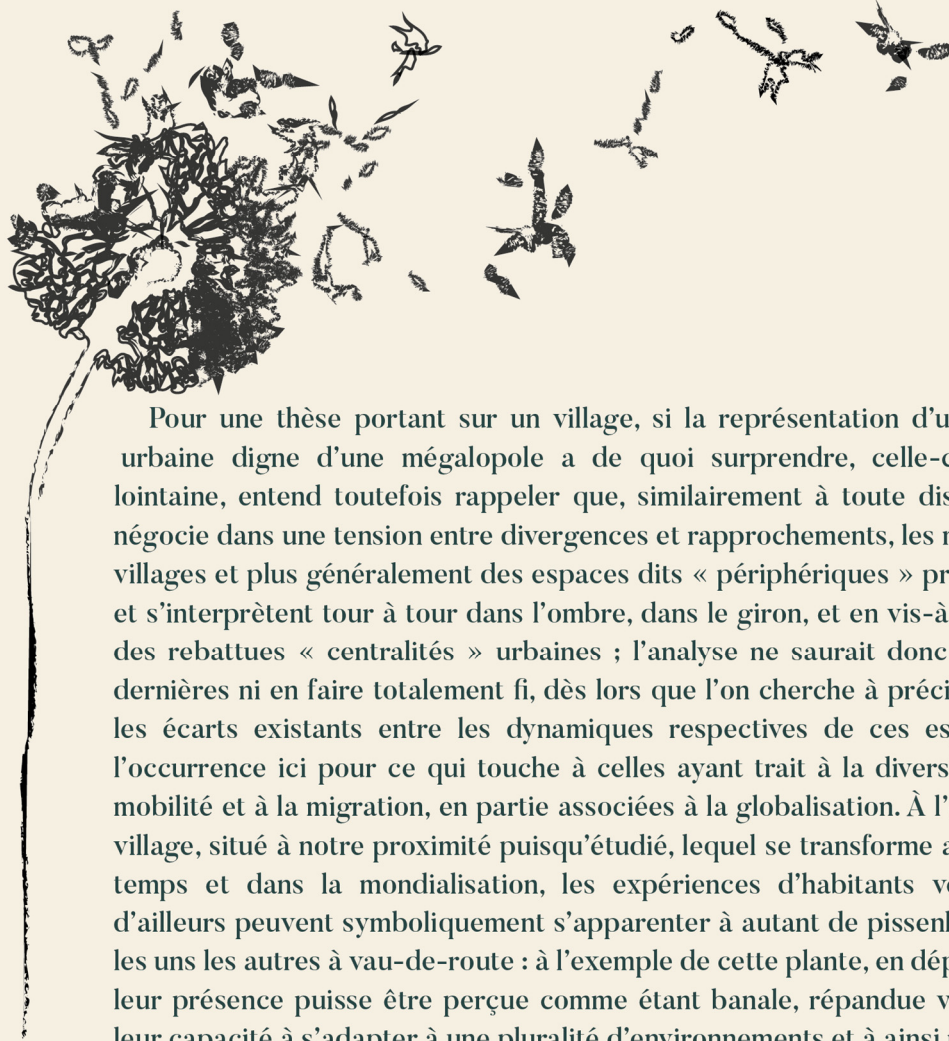 Pour une thèse portant sur un village, si la représentation d'u
urbaine digne d'une mégalopole a de quoi surprendre, celle-c
lointaine, entend toutefois rappeler que, similairement à toute dis
négocie dans une tension entre divergences et rapprochements, les
villages et plus généralement des espaces dits « périphériques » pr
et s'interprètent tour à tour dans l'ombre, dans le giron, et en vis-à
des rebattues « centralités » urbaines ; l'analyse ne saurait donc
dernières ni en faire totalement fi, dès lors que l'on cherche à préci
les écarts existants entre les dynamiques respectives de ces es
l'occurrence ici pour ce qui touche à celles ayant trait à la divers
mobilité et à la migration, en partie associées à la globalisation. À l'
village, situé à notre proximité puisqu'étudié, lequel se transforme a
temps et dans la mondialisation, les expériences d'habitants v
d'ailleurs peuvent symboliquement s'apparenter à autant de pissenl
les uns les autres à vau-de-route : à l'exemple de cette plante, en dép
leur présence puisse être perçue comme étant banale, répandue v
leur capacité à s'adapter à une pluralité d'environnements et à ainsi